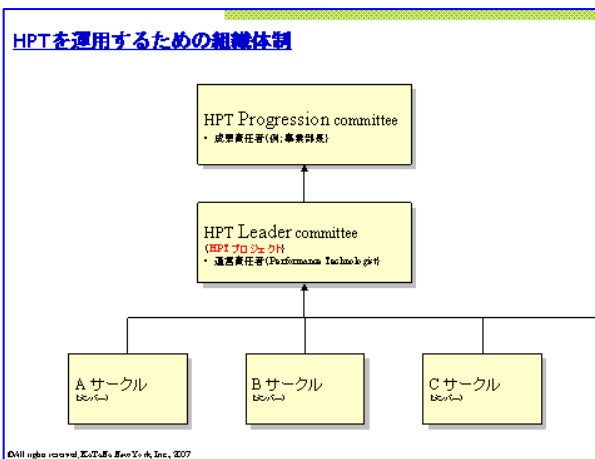 HPTを運用するための組織体制
HPT Progression committee
・ 成果責任者(例:事業部長)
HPT Leader committee
(HPTプロジェクト)
・ 運営責任者(Performance Technologist)
A サークル
(メンバー)
B サークル
(メンバー)
C サークル
(メンバー)
©All rights reserved, KoToHo New York, Inc., 2007